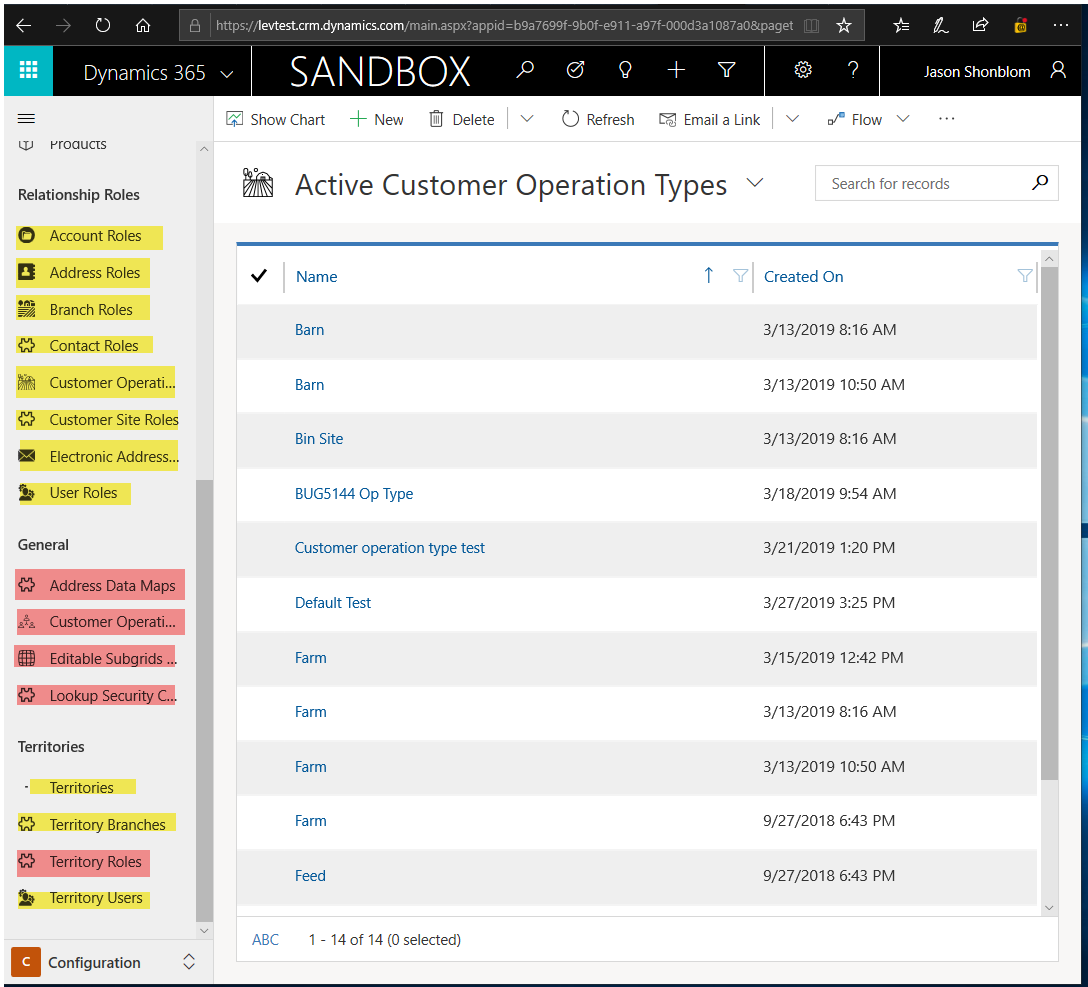 https://levtest.crm.dynamics.com/main.aspx?appid=b9a7699f-9b0f-e911-a97f-000d3a1087a0&paget
Dynamics 365
SANDBOX
Jason Shonblom
Show Chart
New
Delete
Refresh
Email a Link
Flow
Products
Relationship Roles
Account Roles
Address Roles
Branch Roles
Contact Roles
Customer Operati...
Customer Site Roles
Electronic Address...
User Roles
General
Address Data Maps
Customer Operati...
Editable Subgrids ...
Lookup Security C...
Territories
Territories
Territory Branches
Territory Roles
Territory Users
C Configuration
Active Customer Operation Types
Search for records
Name Created On
Barn 3/13/2019 8:16 AM
Barn 3/13/2019 10:50 AM
Bin Site 3/13/2019 8:16 AM
BUG5144 Op Type 3/18/2019 9:54 AM
Customer operation type test 3/21/2019 1:20 PM
Default Test 3/27/2019 3:25 PM
Farm 3/15/2019 12:42 PM
Farm 3/13/2019 8:16 AM
Farm 3/13/2019 10:50 AM
Farm 9/27/2018 6:43 PM
Feed 9/27/2018 6:43 PM
ABC 1 - 14 of 14 (0 selected)